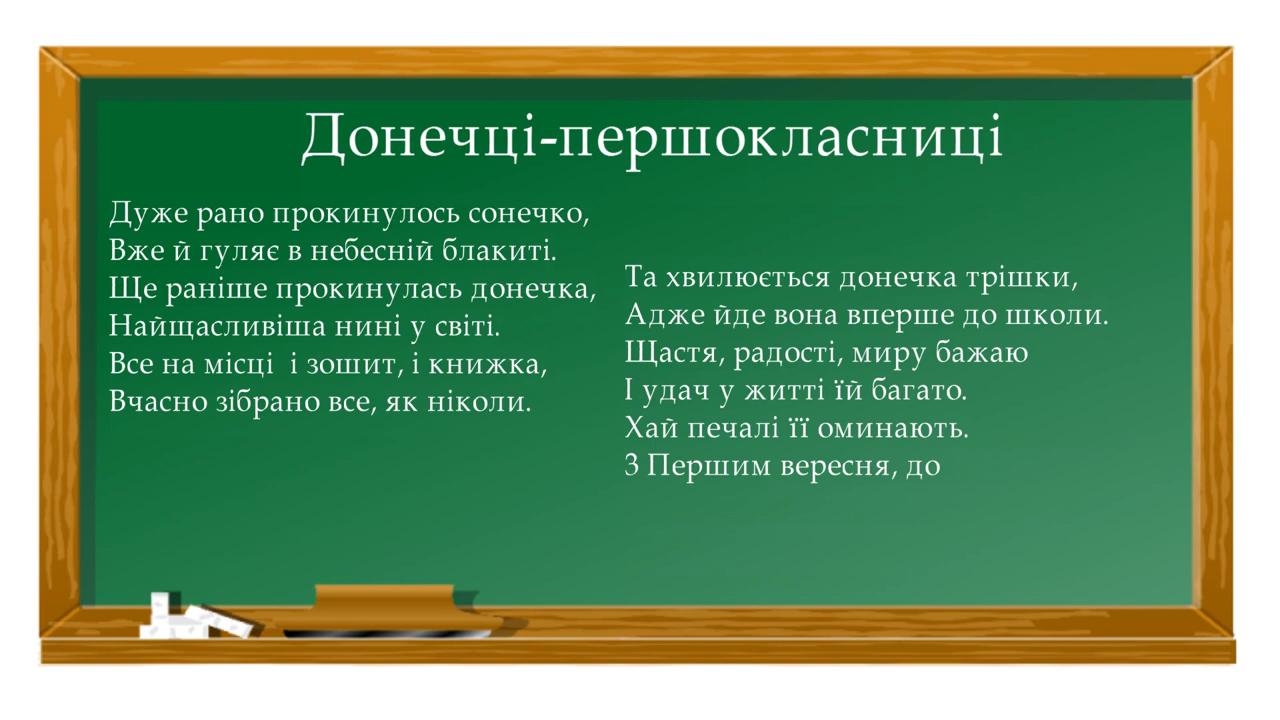 Донечці-першокласниці
Дуже рано прокинулось сонечко,
Вже й гуляє в небесній блакиті.
Ще раніше прокинулась донечка,
Найщасливіша нині у світі.
Все на місці  і зошит, і книжка,
Вчасно зібрано все, як ніколи.
Та хвилюється донечка трішки,
Адже йде вона вперше до школи.
Щастя, радості, миру бажаю
І удач у житті їй багато.
Хай печалі її оминають.
З Першим вересня, до